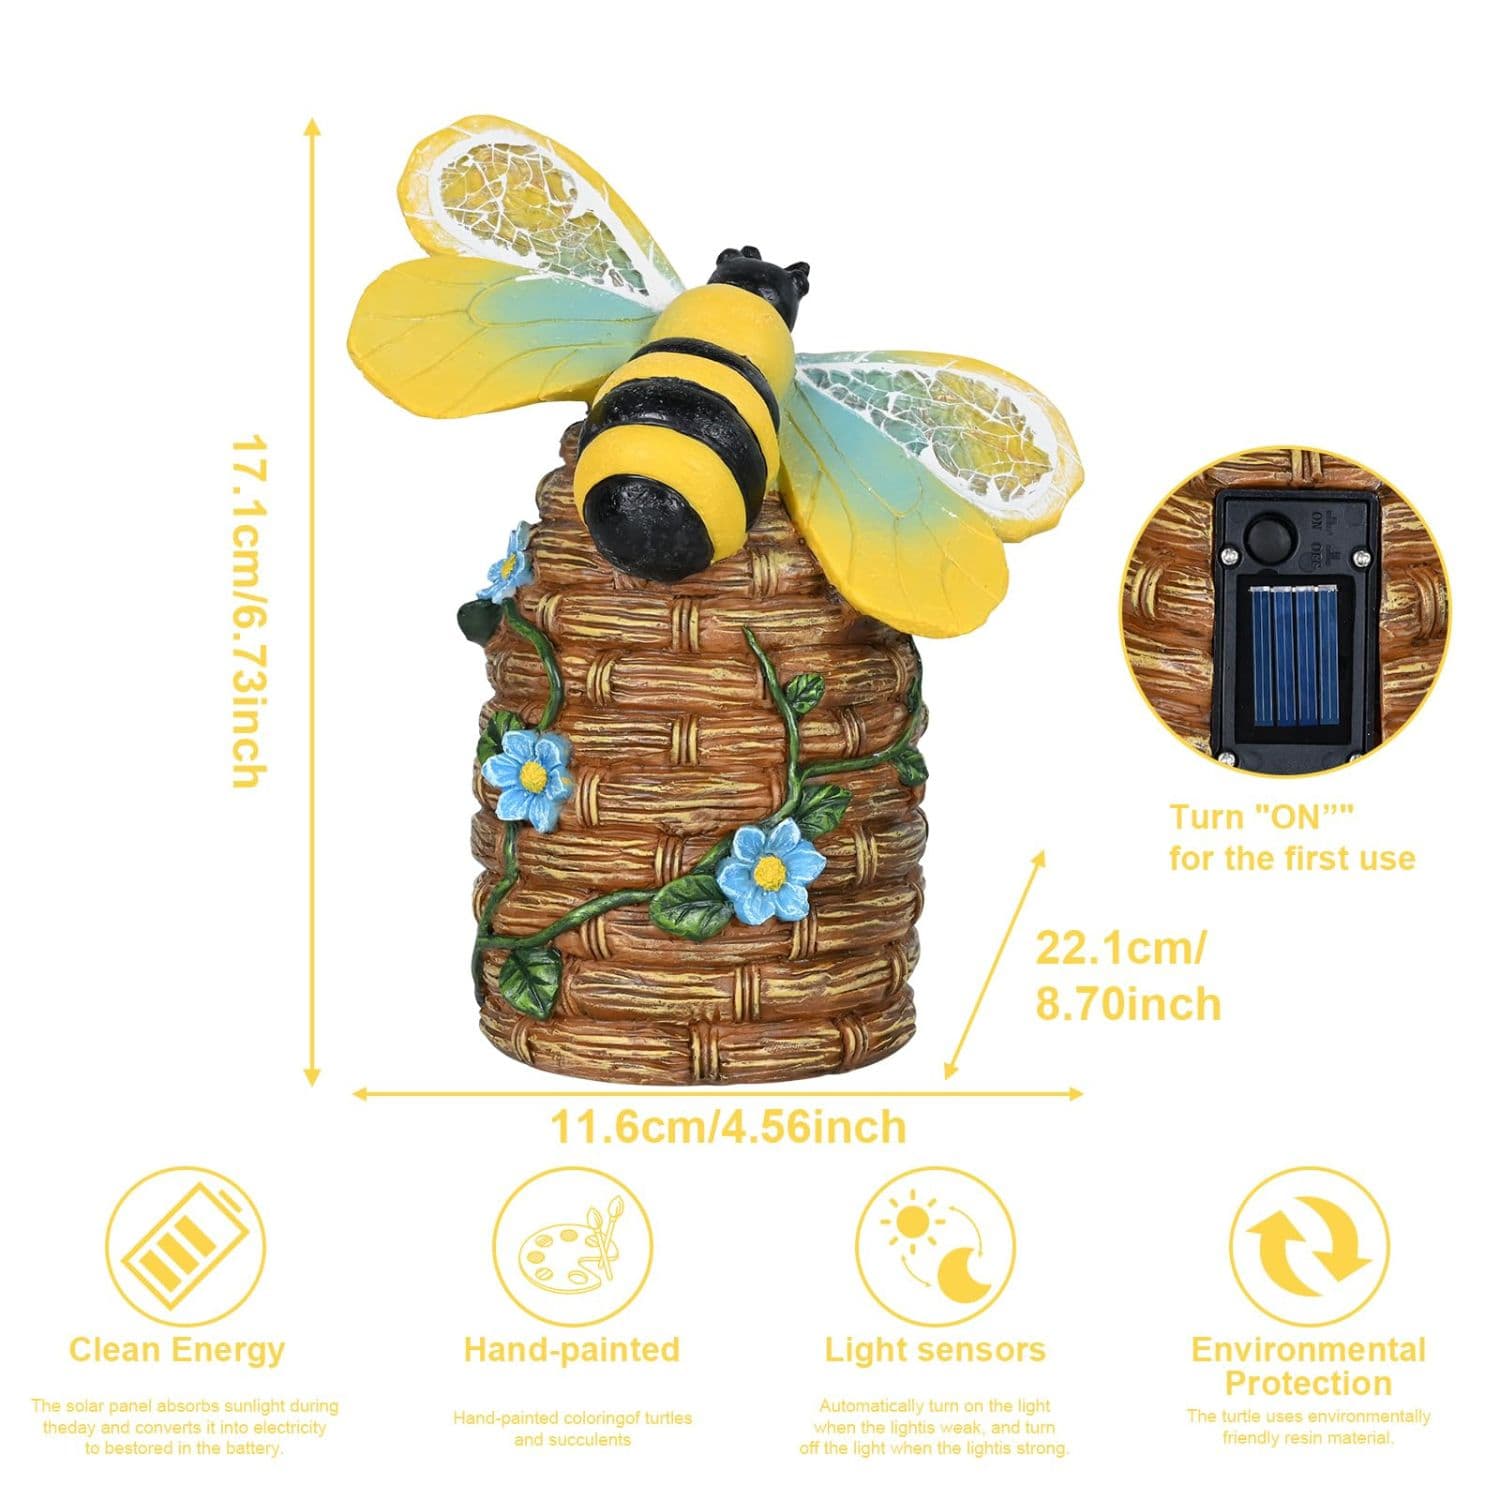 17.1cm/6.73inch
Turn "ON”"
for the first use
22.1cm/
8.70inch
11.6cm/4.56inch
Clean Energy
The solar panel absorbs sunlight during
theday and converts it into electricity
to bestored in the battery.
Hand-painted
Hand-painted coloringof turtles
and succulents
Light sensors
Automatically turn on the light
when the lightis weak, and turn
off the light when the lightis strong.
Environmental
Protection
The turtle uses environmentally
friendly resin material.
ON
OFF